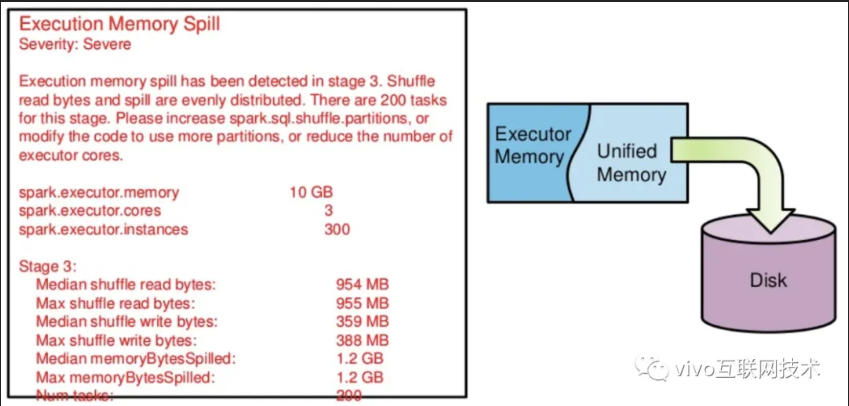 Execution Memory Spill
Severity: Severe
Execution memory spill has been detected in stage 3. Shuffle
read bytes and spill are evenly distributed. There are 200 tasks
for this stage. Please increase spark.sql.shuffle.partitions, or
modify the code to use more partitions, or reduce the number of
executor cores.
spark.executor.memory 10 GB
spark.executor.cores 3
spark.executor.instances 300
Stage 3:
Median shuffle read bytes: 954 MB
Max shuffle read bytes: 955 MB
Median shuffle write bytes: 359 MB
Max shuffle write bytes: 388 MB
Median memoryBytesSpilled: 1.2 GB
Max memoryBytesSpilled: 1.2 GB
Num tasks: 200
Executor
Memory
Unified
Memory
Disk
vivo互联网技术